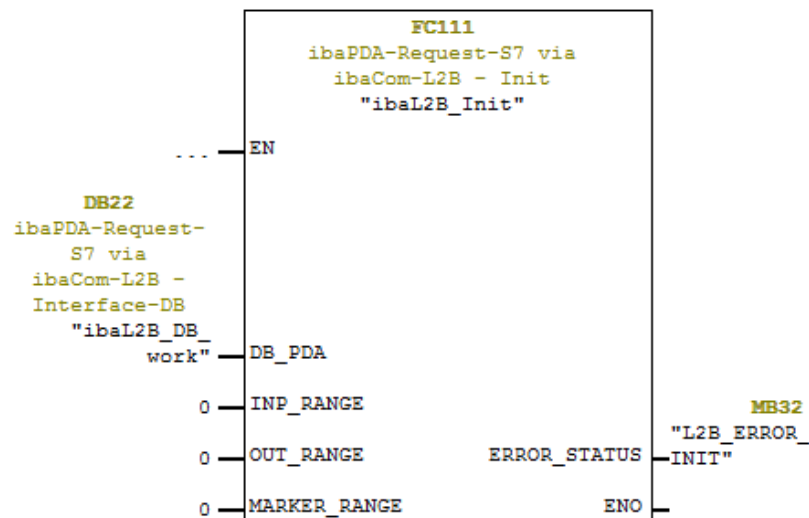 FC111
ibaPDA-Request-S7 via
ibaCom-L2B - Init
"ibaL2B_Init"
... EN
DB22
ibaPDA-Request-
S7 via
ibaCom-L2B -
Interface-DB
"ibaL2B_DB_
work" DB_PDA
0 INP_RANGE
MB32
"L2B_ERROR_
0 OUT_RANGE ERROR_STATUS INIT"
0 MARKER_RANGE ENO